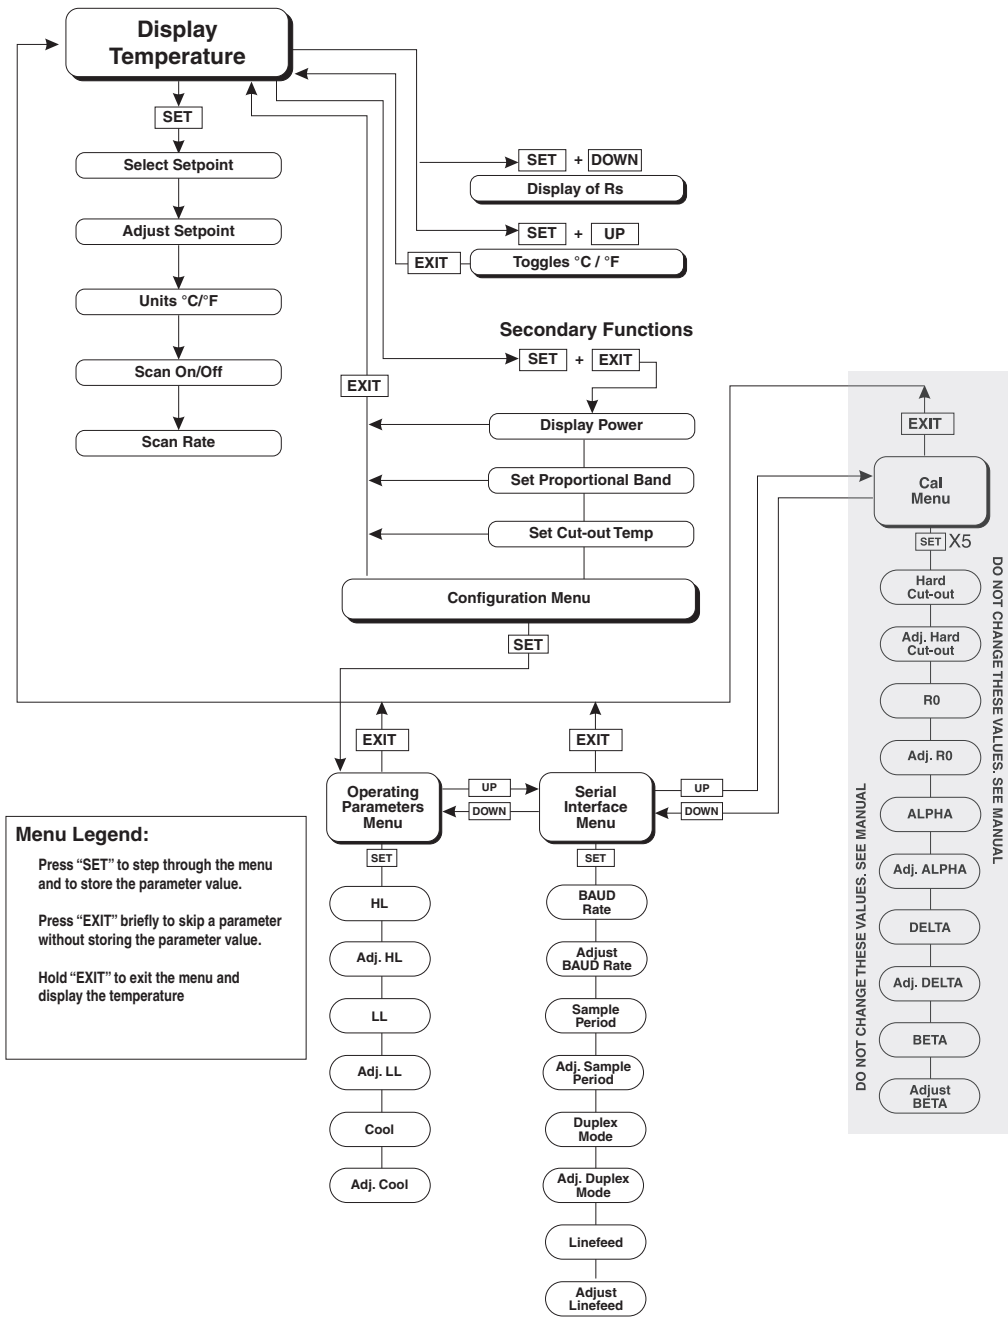 Display
Temperature
SET
Select Setpoint
Adjust Setpoint
Units °C/°F
Scan On/Off
Scan Rate
SET + DOWN
Display of Rs
SET + UP
EXIT
Toggles °C / °F
Secondary Functions
SET + EXIT
EXIT
Display Power
Set Proportional Band
Set Cut-out Temp
Configuration Menu
SET
EXIT
Operating
Parameters
Menu
SET
HL
Adj. HL
LL
Adj. LL
Cool
Adj. Cool
UP
DOWN
EXIT
Serial
Interface
Menu
SET
BAUD
Rate
Adjust
BAUD Rate
Sample
Period
Adj. Sample
Period
Duplex
Mode
Adj. Duplex
Mode
Linefeed
Adjust
Linefeed
UP
DOWN
EXIT
Cal
Menu
SET X5
Hard
Cut-out
Adj. Hard
Cut-out
R0
Adj. R0
ALPHA
Adj. ALPHA
DELTA
Adj. DELTA
BETA
Adjust
BETA
DO NOT CHANGE THESE VALUES. SEE MANUAL
DO NOT CHANGE THESE VALUES. SEE MANUAL
Menu Legend:
Press “SET” to step through the menu
and to store the parameter value.
Press “EXIT” briefly to skip a parameter
without storing the parameter value.
Hold “EXIT” to exit the menu and
display the temperature